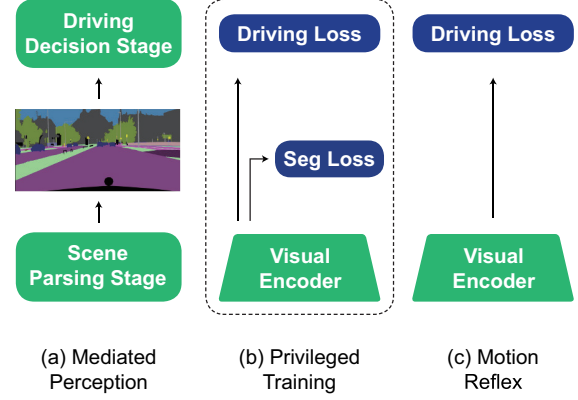 Driving
Decision Stage
Scene
Parsing Stage
(a) Mediated
Perception
Driving Loss
Seg Loss
Visual
Encoder
(b) Privileged
Training
Driving Loss
Visual
Encoder
(c) Motion
Reflex